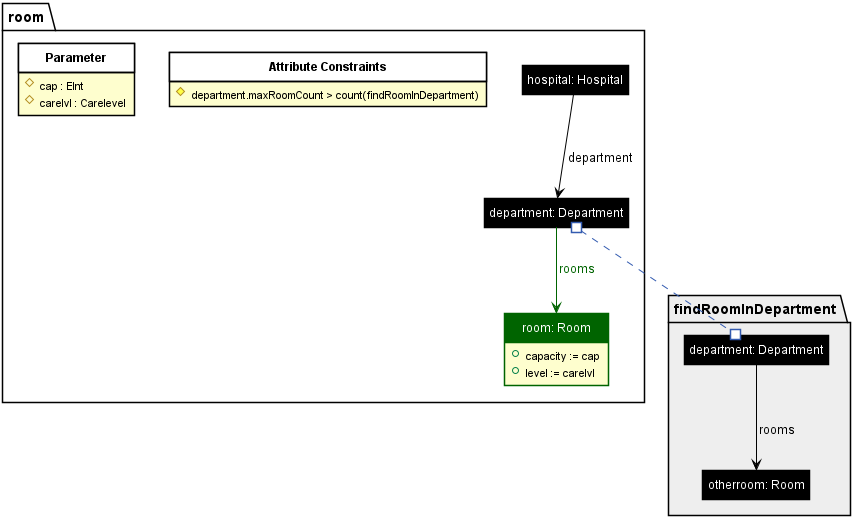 room
Parameter
cap : EInt
carelvl : Carelevel
Attribute Constraints
department.maxRoomCount > count(findRoomInDepartment)
hospital: Hospital
department
department: Department
rooms
room: Room
capacity := cap
level := carelvl
findRoomInDepartment
department: Department
rooms
otherroom: Room